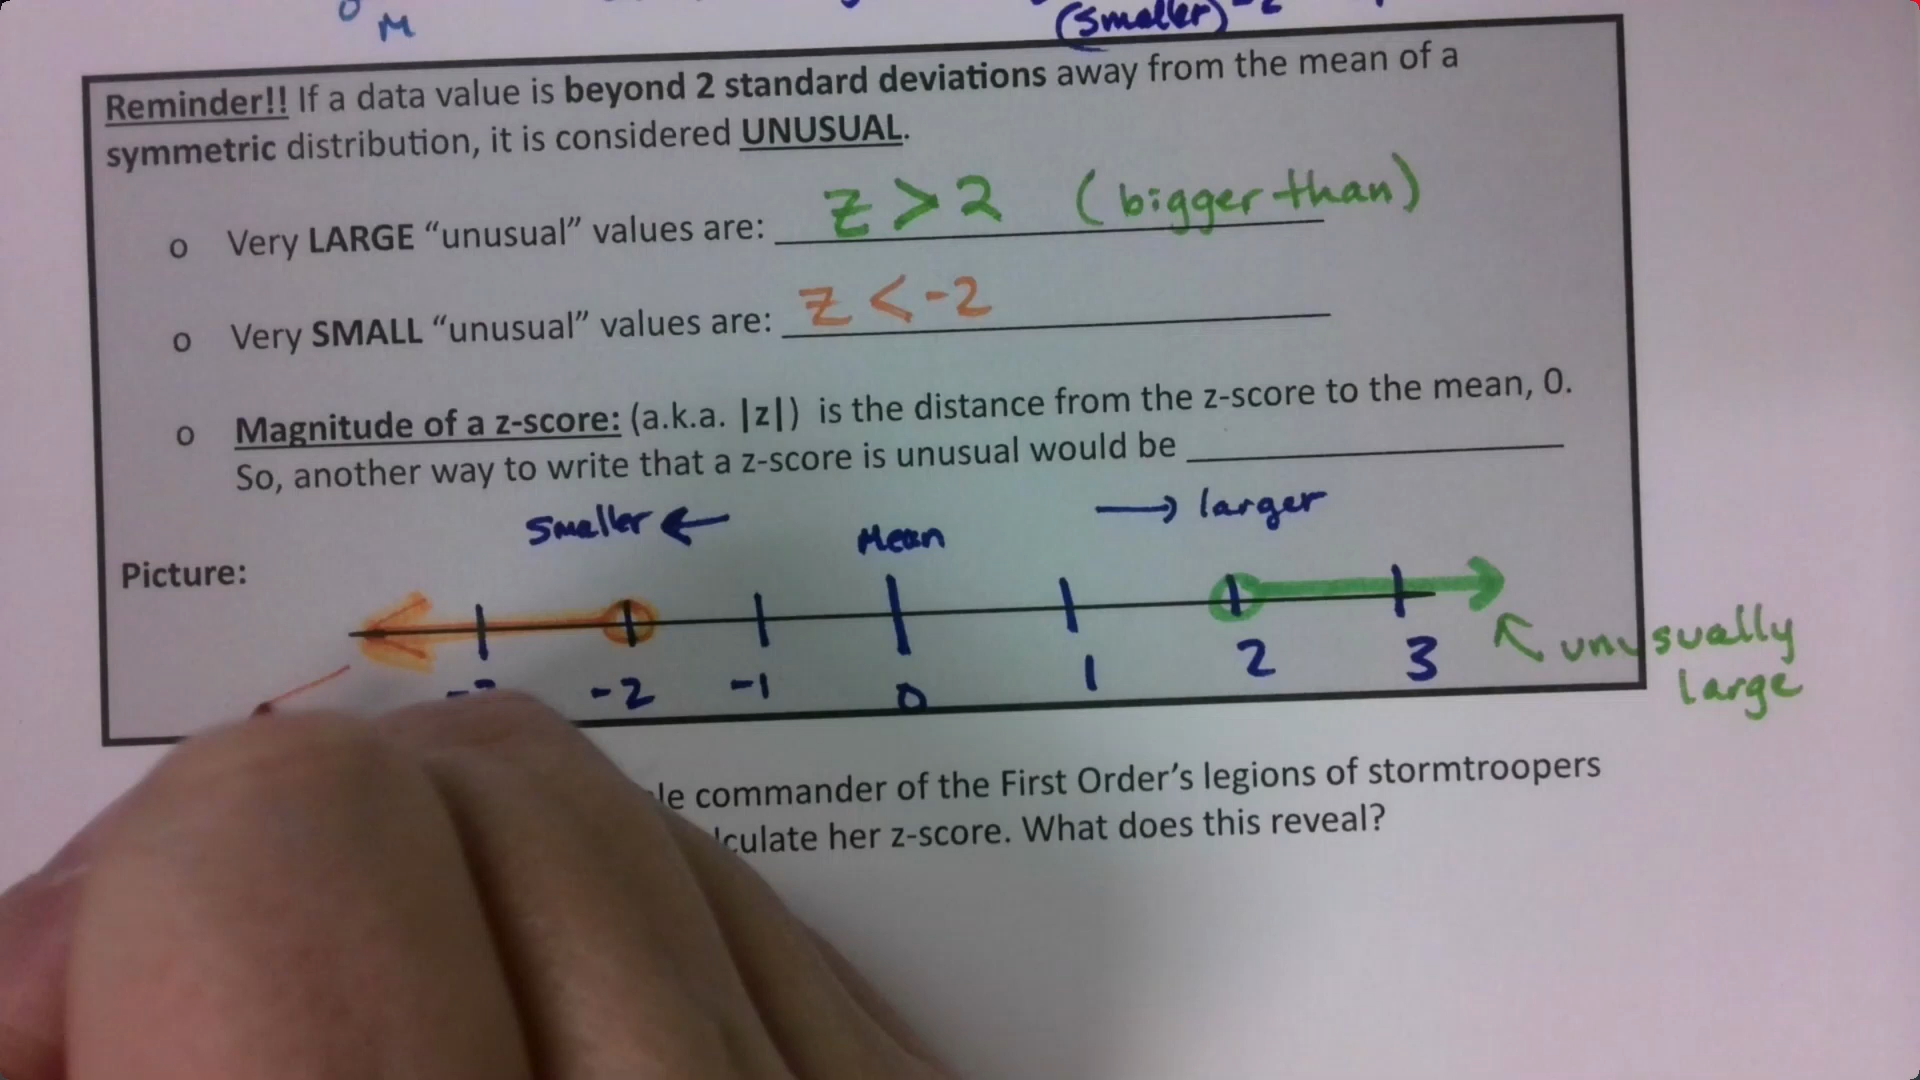 M
(smaller) -2
Reminder!! If a data value is beyond 2 standard deviations away from the mean of a
symmetric distribution, it is considered UNUSUAL.
o Very LARGE “unusual” values are: z > 2 (bigger than)
o Very SMALL “unusual” values are: z < -2
o Magnitude of a z-score: (a.k.a. |z|) is the distance from the z-score to the mean, 0.
So, another way to write that a z-score is unusual would be
smaller ← Mean → larger
Picture:
-2 -1 0 1 2 3
unusually
large
commander of the First Order’s legions of stormtroopers
her z-score. What does this reveal?